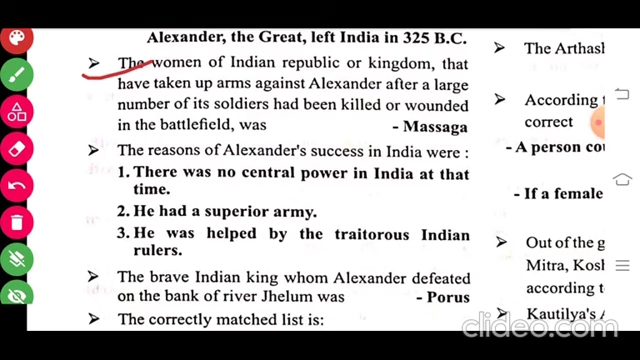 Alexander, the Great, left India in 325 B.C.
➢ The women of Indian republic or kingdom, that
have taken up arms against Alexander after a large
number of its soldiers had been killed or wounded
in the battlefield, was - Massaga
➢ The reasons of Alexander's success in India were :
1. There was no central power in India at that
time.
2. He had a superior army.
3. He was helped by the traitorous Indian
rulers.
➢ The brave Indian king whom Alexander defeated
on the bank of river Jhelum was - Porus
➢ The correctly matched list is:
➢ The Arthash
➢ According t
correct
- A person cou
- If a female
➢ Out of the g
Mitra, Kosh
according to
➢ Kautilya's A
clideo.com